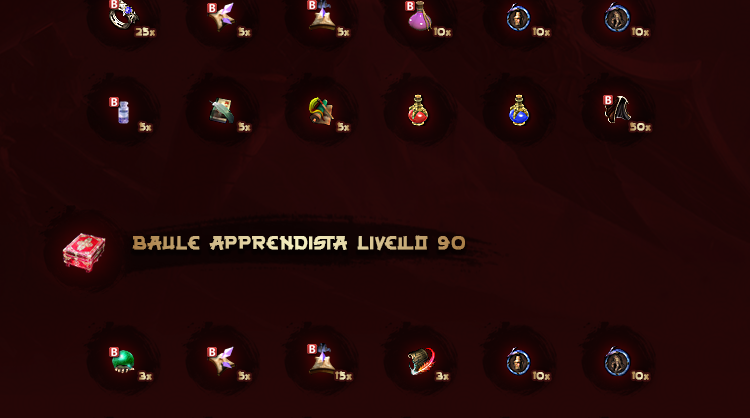 B 25x B 5x B 5x B 10x 10x 10x
B 5x 5x 5x B 50x
BAULE APPRENDISTA LIVELLO 90
B 3x B 5x B 15x 3x 10x 10x